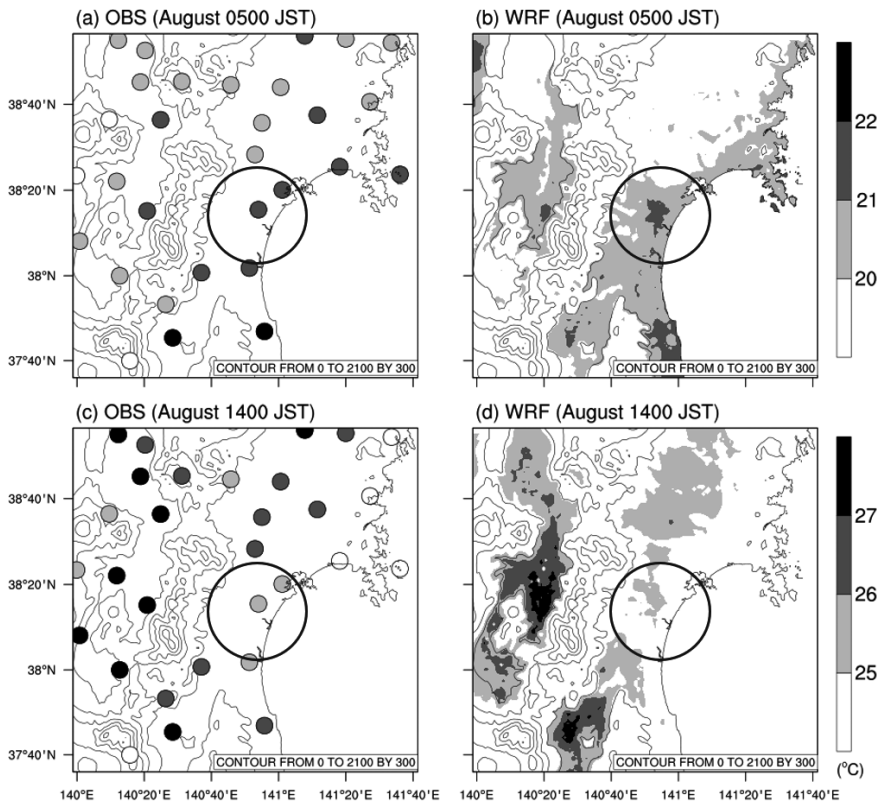 (a) OBS (August 0500 JST)
(b) WRF (August 0500 JST)
38°40'N
38°20'N
38°N
37°40'N
CONTOUR FROM 0 TO 2100 BY 300
CONTOUR FROM 0 TO 2100 BY 300
22
21
20
(c) OBS (August 1400 JST)
(d) WRF (August 1400 JST)
38°40'N
38°20'N
38°N
37°40'N
CONTOUR FROM 0 TO 2100 BY 300
CONTOUR FROM 0 TO 2100 BY 300
27
26
25
(°C)
140°E 140°20'E 140°40'E 141°E 141°20'E 141°40'E
140°E 140°20'E 140°40'E 141°E 141°20'E 141°40'E